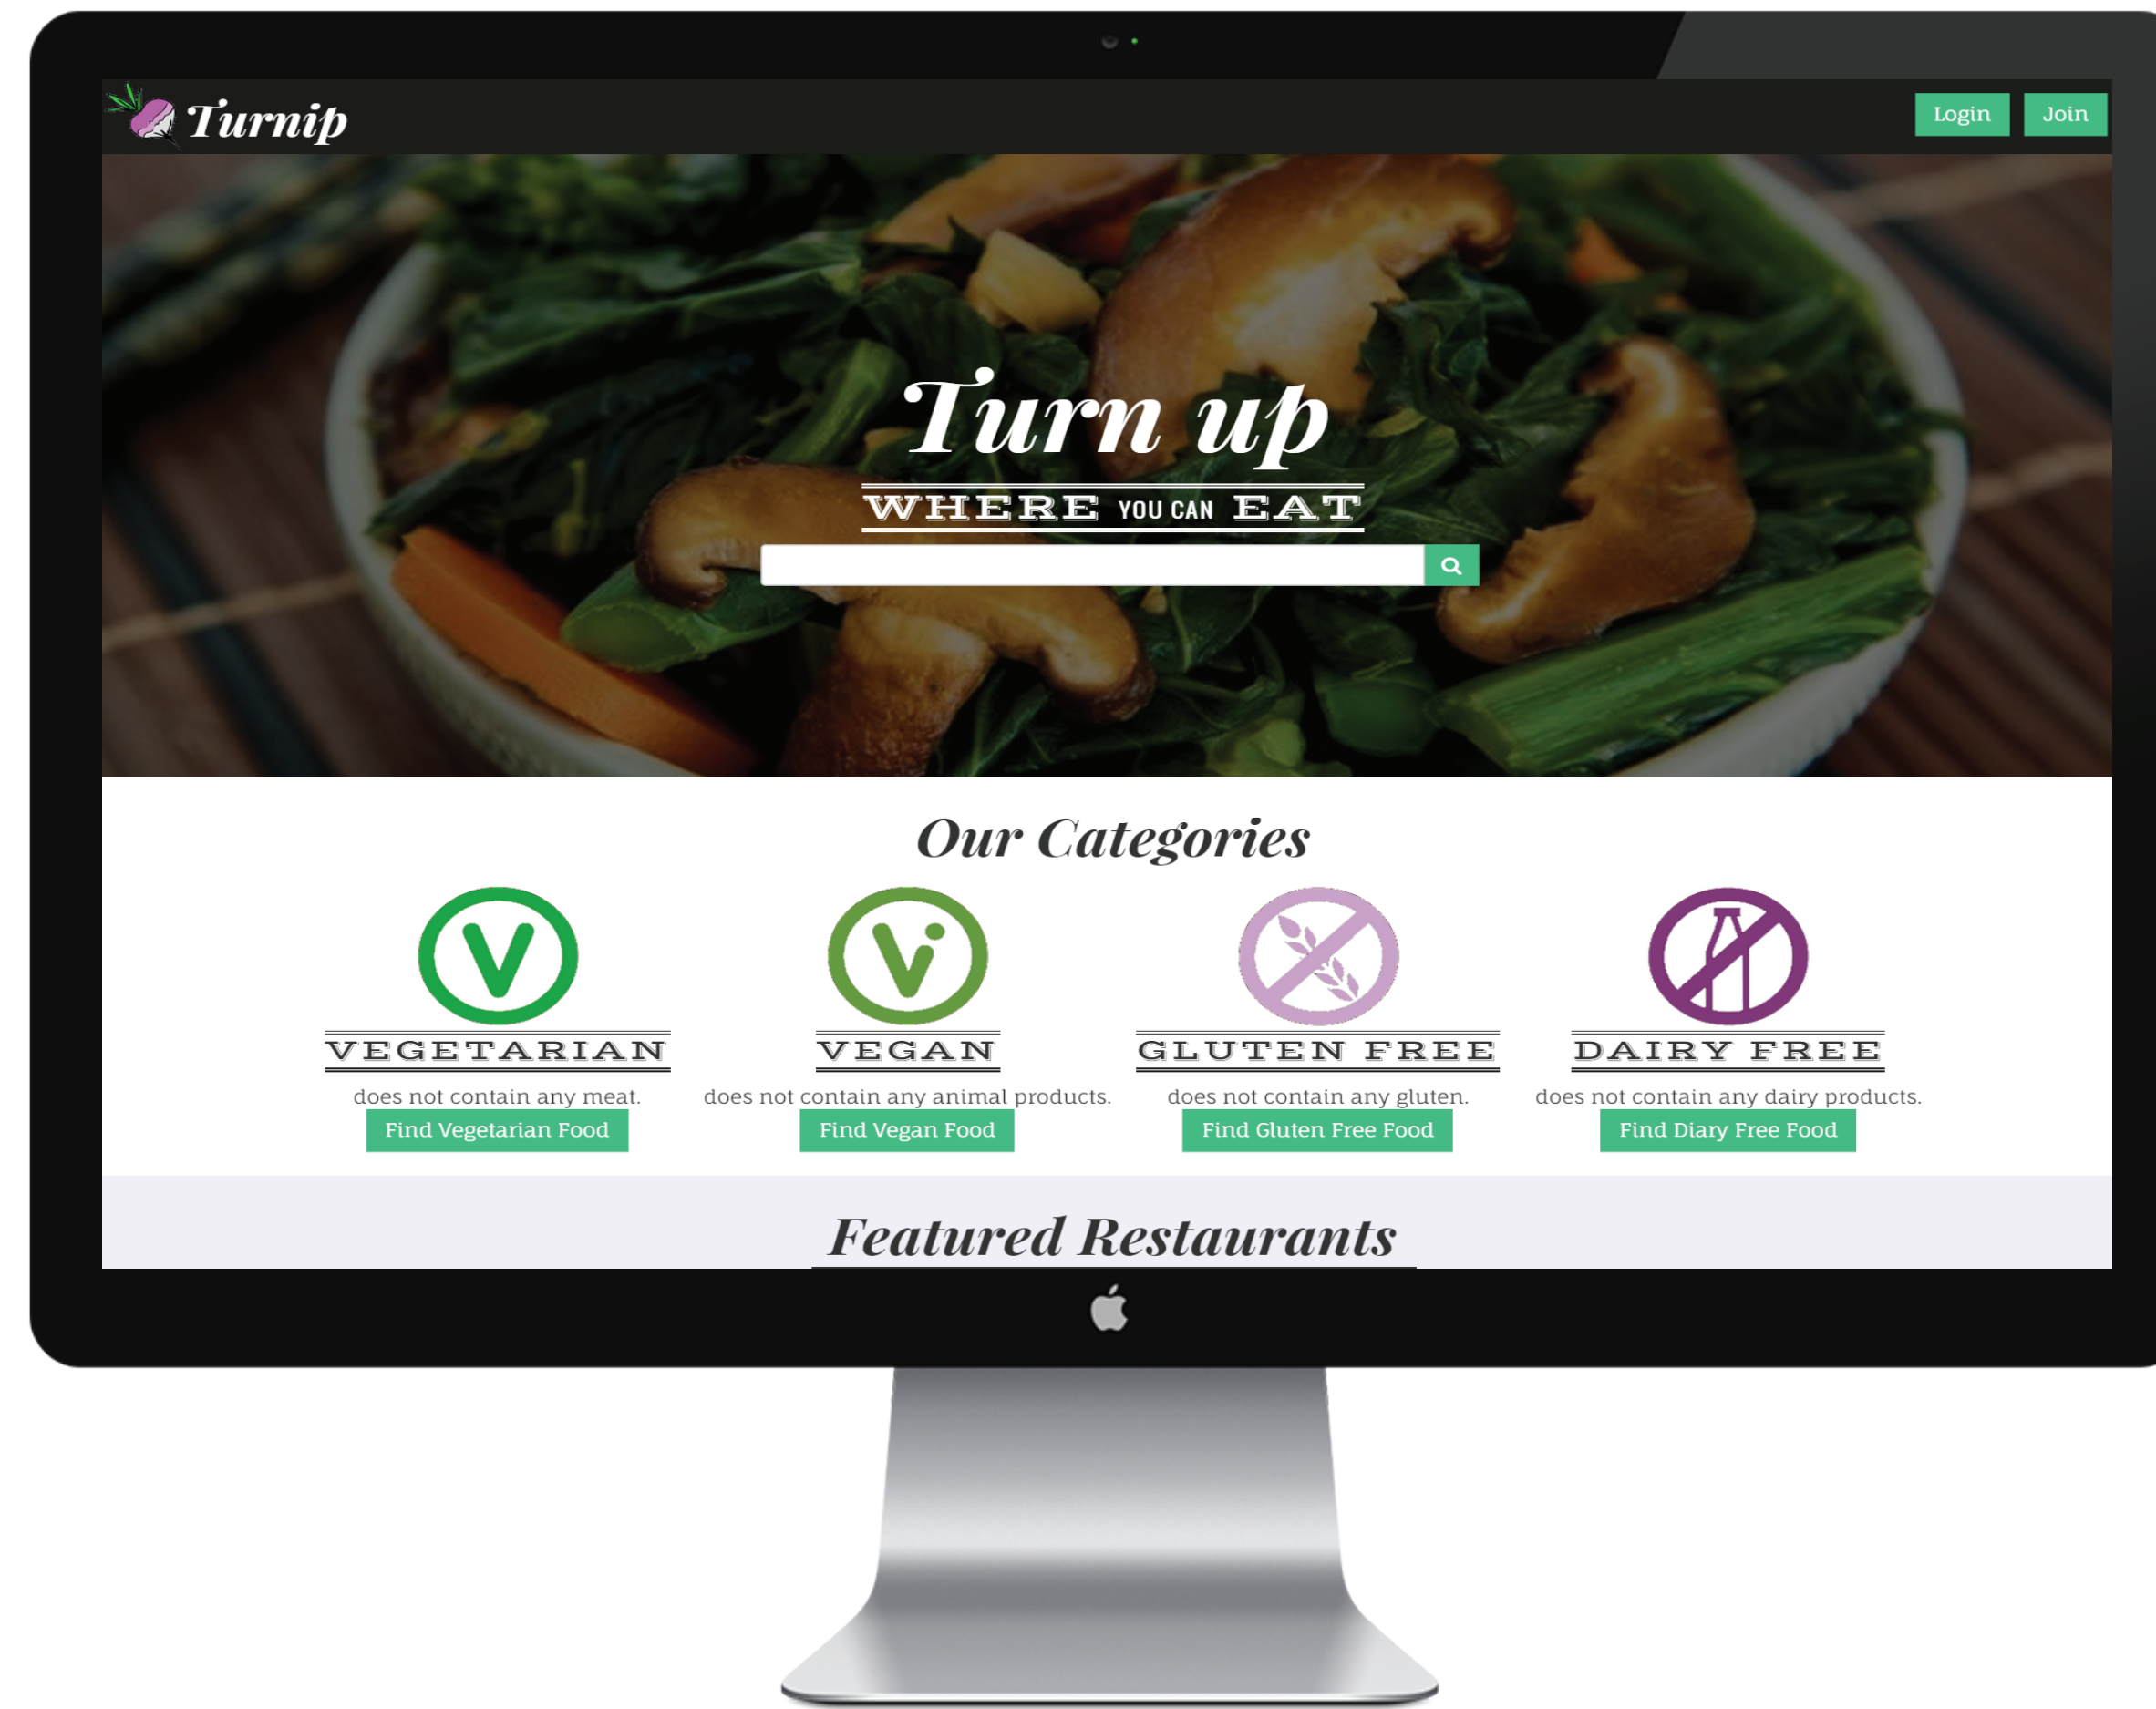 Turnip
Login Join
Turn up
WHERE YOU CAN EAT
Our Categories
V Vi
VEGETARIAN VEGAN GLUTEN FREE DAIRY FREE
does not contain any meat. does not contain any animal products. does not contain any gluten. does not contain any dairy products.
Find Vegetarian Food Find Vegan Food Find Gluten Free Food Find Diary Free Food
Featured Restaurants